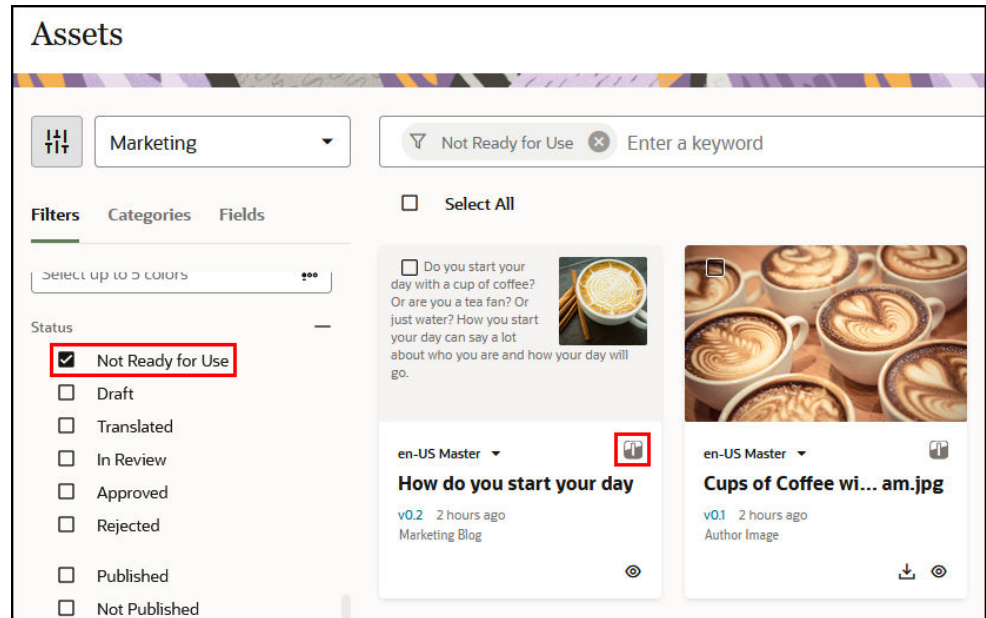 Assets
Marketing
Not Ready for Use
Enter a keyword
Filters
Categories
Fields
Select All
Select up to 5 colors
Status
Not Ready for Use
Draft
Translated
In Review
Approved
Rejected
Published
Not Published
Do you start your
day with a cup of coffee?
Or are you a tea fan? Or
just water? How you start
your day can say a lot
about who you are and how your day will
go.
en-US Master
How do you start your day
v0.2 2 hours ago
Marketing Blog
en-US Master
Cups of Coffee wi... am.jpg
v0.1 2 hours ago
Author Image